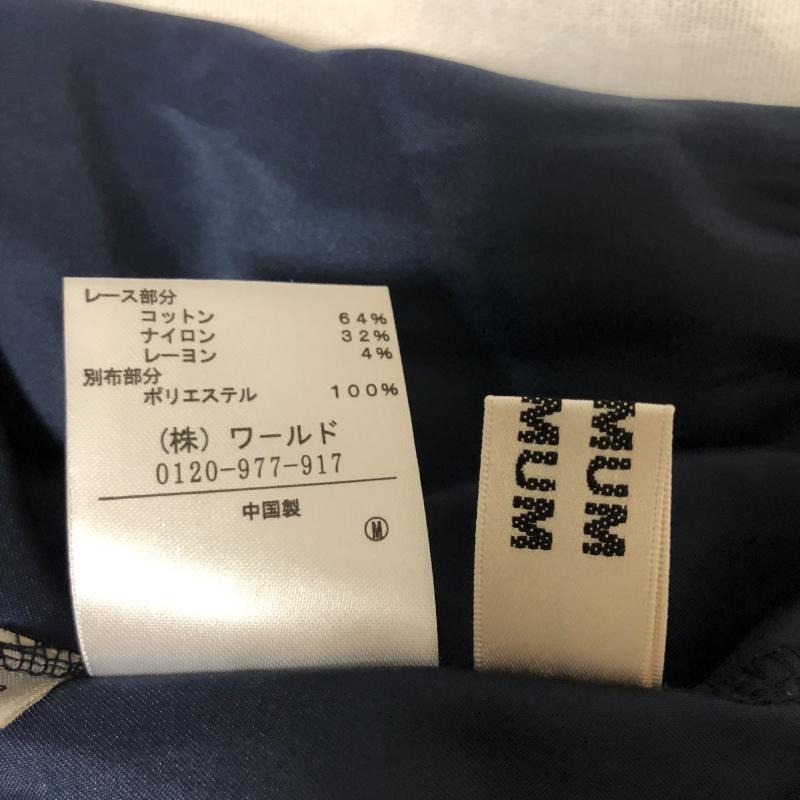 レース部分
コットン 64%
ナイロン 32%
レーヨン 4%
別布部分
ポリエステル 100%
(株) ワールド
0120-977-917
中国製
Ⓜ
MUM
MUM